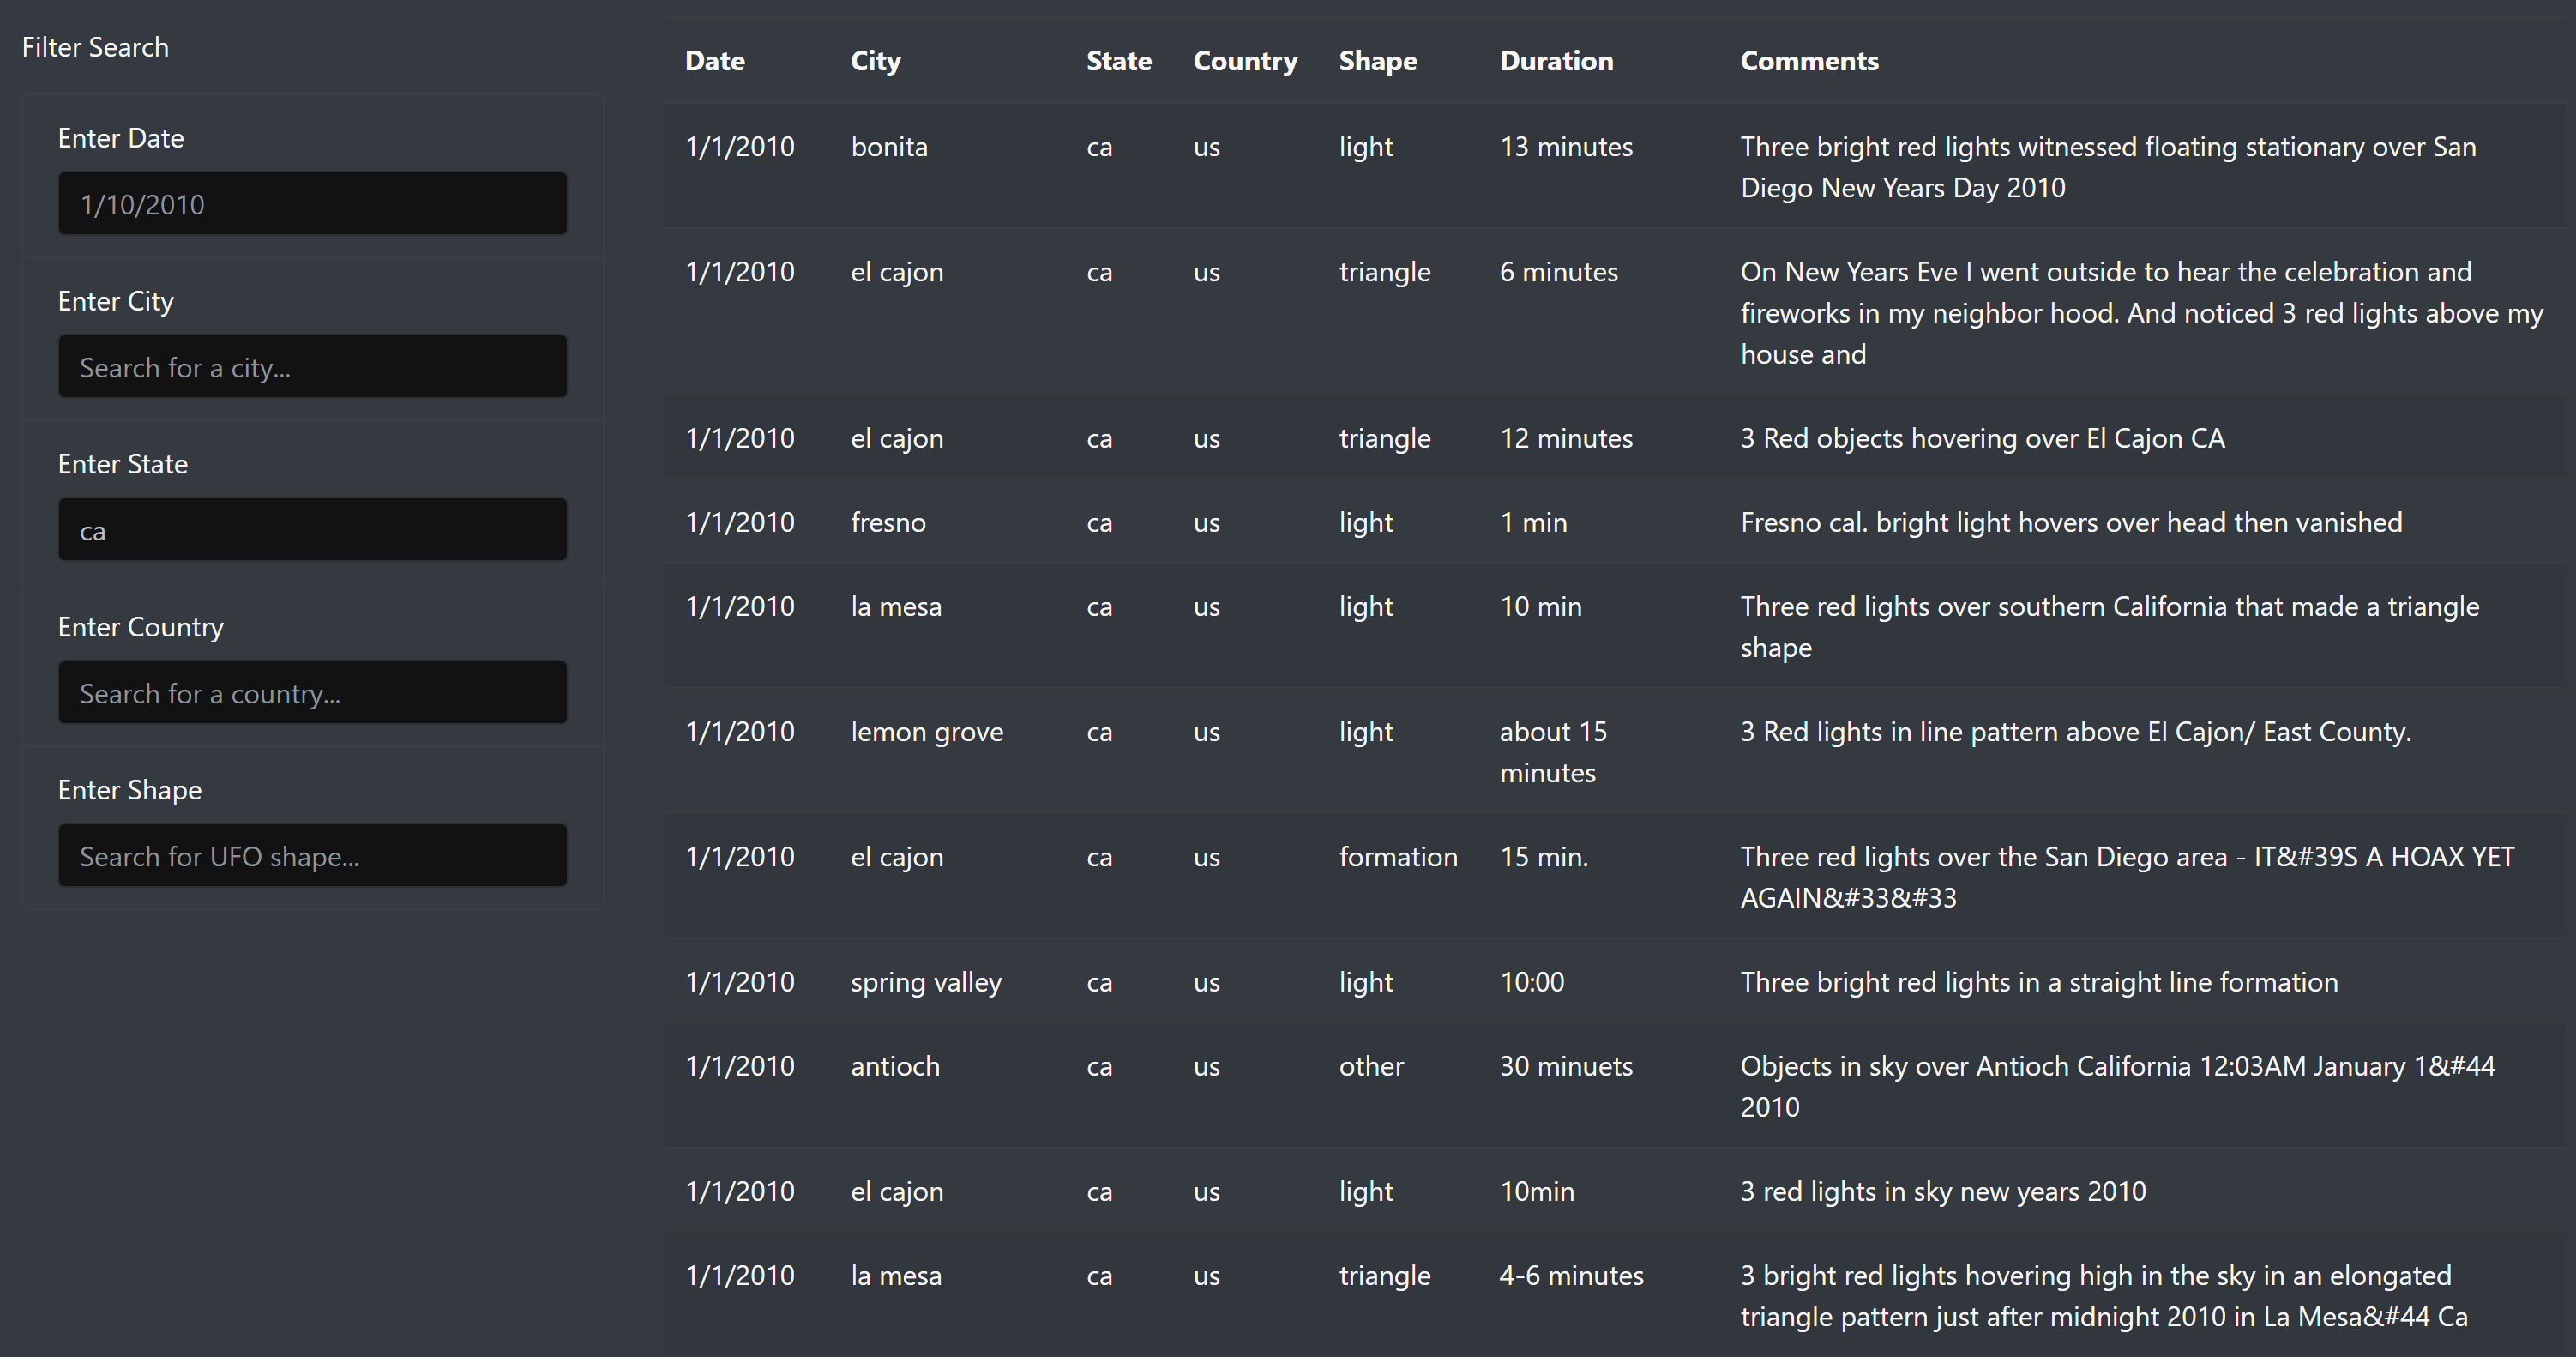 Filter Search
Enter Date
1/10/2010
Enter City
Search for a city...
Enter State
ca
Enter Country
Search for a country...
Enter Shape
Search for UFO shape...
Date City State Country Shape Duration Comments
1/1/2010 bonita ca us light 13 minutes Three bright red lights witnessed floating stationary over San
Diego New Years Day 2010
1/1/2010 el cajon ca us triangle 6 minutes On New Years Eve I went outside to hear the celebration and
fireworks in my neighbor hood. And noticed 3 red lights above my
house and
1/1/2010 el cajon ca us triangle 12 minutes 3 Red objects hovering over El Cajon CA
1/1/2010 fresno ca us light 1 min Fresno cal. bright light hovers over head then vanished
1/1/2010 la mesa ca us light 10 min Three red lights over southern California that made a triangle
shape
1/1/2010 lemon grove ca us light about 15 3 Red lights in line pattern above El Cajon/ East County.
minutes
1/1/2010 el cajon ca us formation 15 min. Three red lights over the San Diego area - IT&#39S A HOAX YET
AGAIN&#33&#33
1/1/2010 spring valley ca us light 10:00 Three bright red lights in a straight line formation
1/1/2010 antioch ca us other 30 minuets Objects in sky over Antioch California 12:03AM January 1&#44
2010
1/1/2010 el cajon ca us light 10min 3 red lights in sky new years 2010
1/1/2010 la mesa ca us triangle 4-6 minutes 3 bright red lights hovering high in the sky in an elongated
triangle pattern just after midnight 2010 in La Mesa&#44 Ca